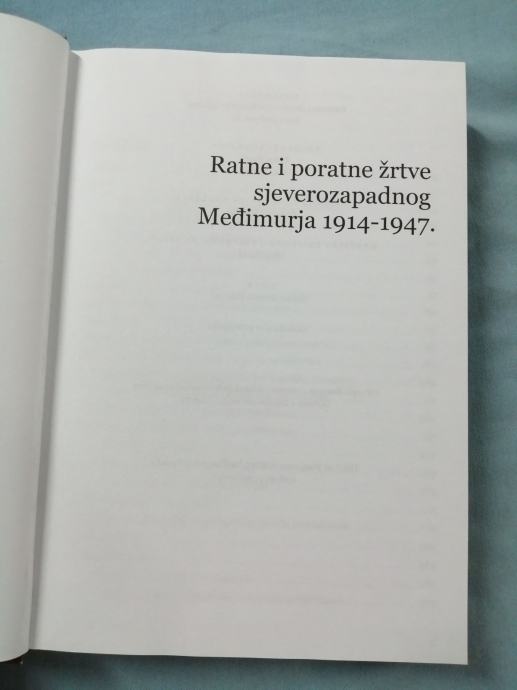 Ratne i poratne žrtve
sjeverozapadnog
Međimurja 1914-1947.